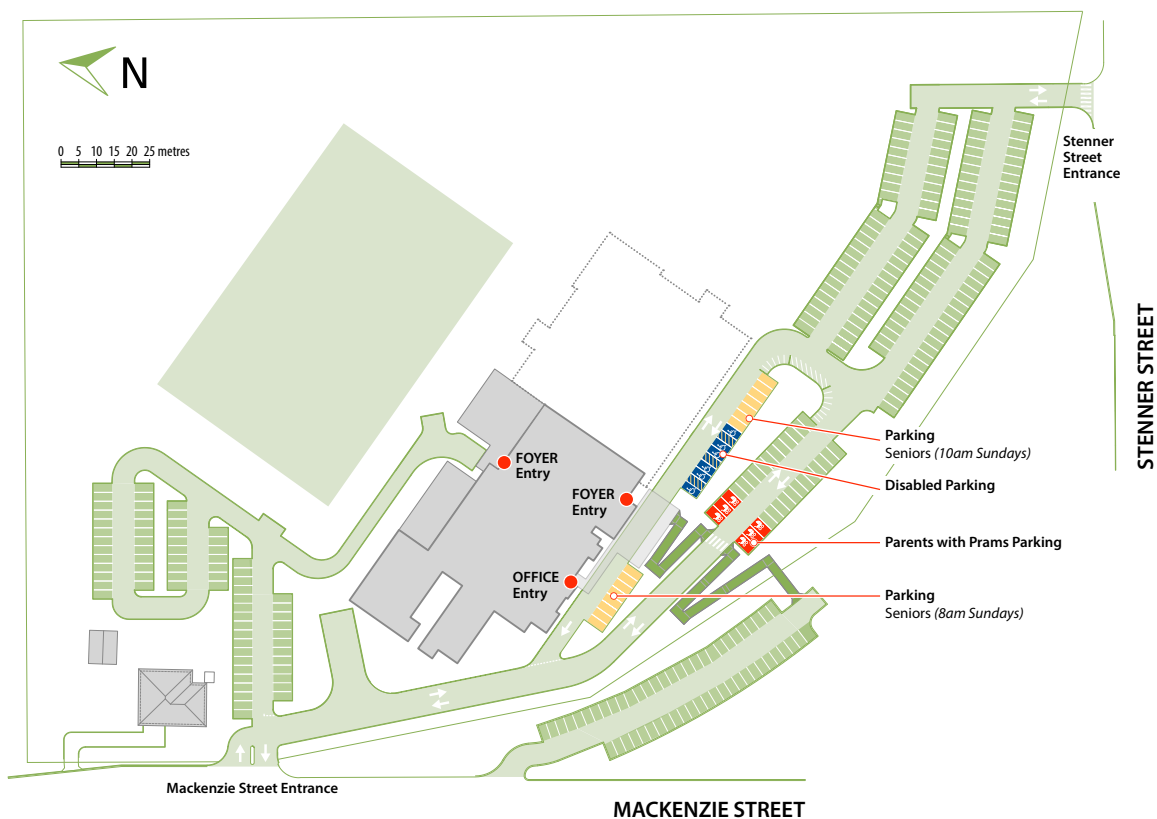 N
0 5 10 15 20 25 metres
Stenner
Street
Entrance
STENNER STREET
Parking
Seniors (10am Sundays)
FOYER
Entry
Disabled Parking
FOYER
Entry
Parents with Prams Parking
OFFICE
Entry
Parking
Seniors (8am Sundays)
Mackenzie Street Entrance
MACKENZIE STREET